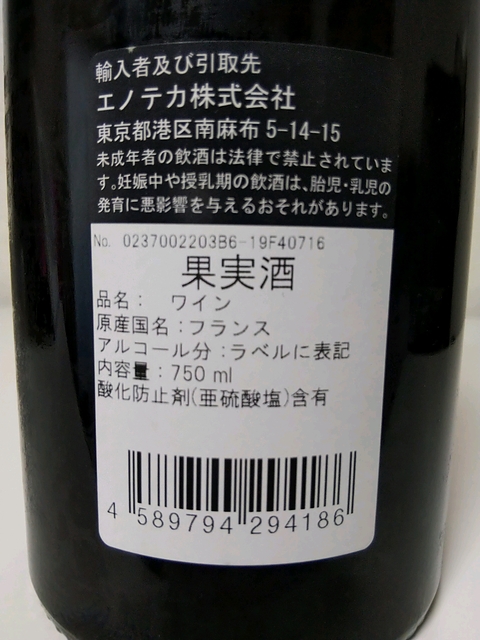 輸入者及び引取先
エノテカ株式会社
東京都港区南麻布 5-14-15
未成年者の飲酒は法律で禁止されていま
す。妊娠中や授乳期の飲酒は、胎児・乳児の
発育に悪影響を与えるおそれがあります。
No. 0237002203B6-19F40716
果実酒
品名： ワイン
原産国名：フランス
アルコール分：ラベルに表記
内容量：750 ml
酸化防止剤(亜硫酸塩)含有
4 589794 294186